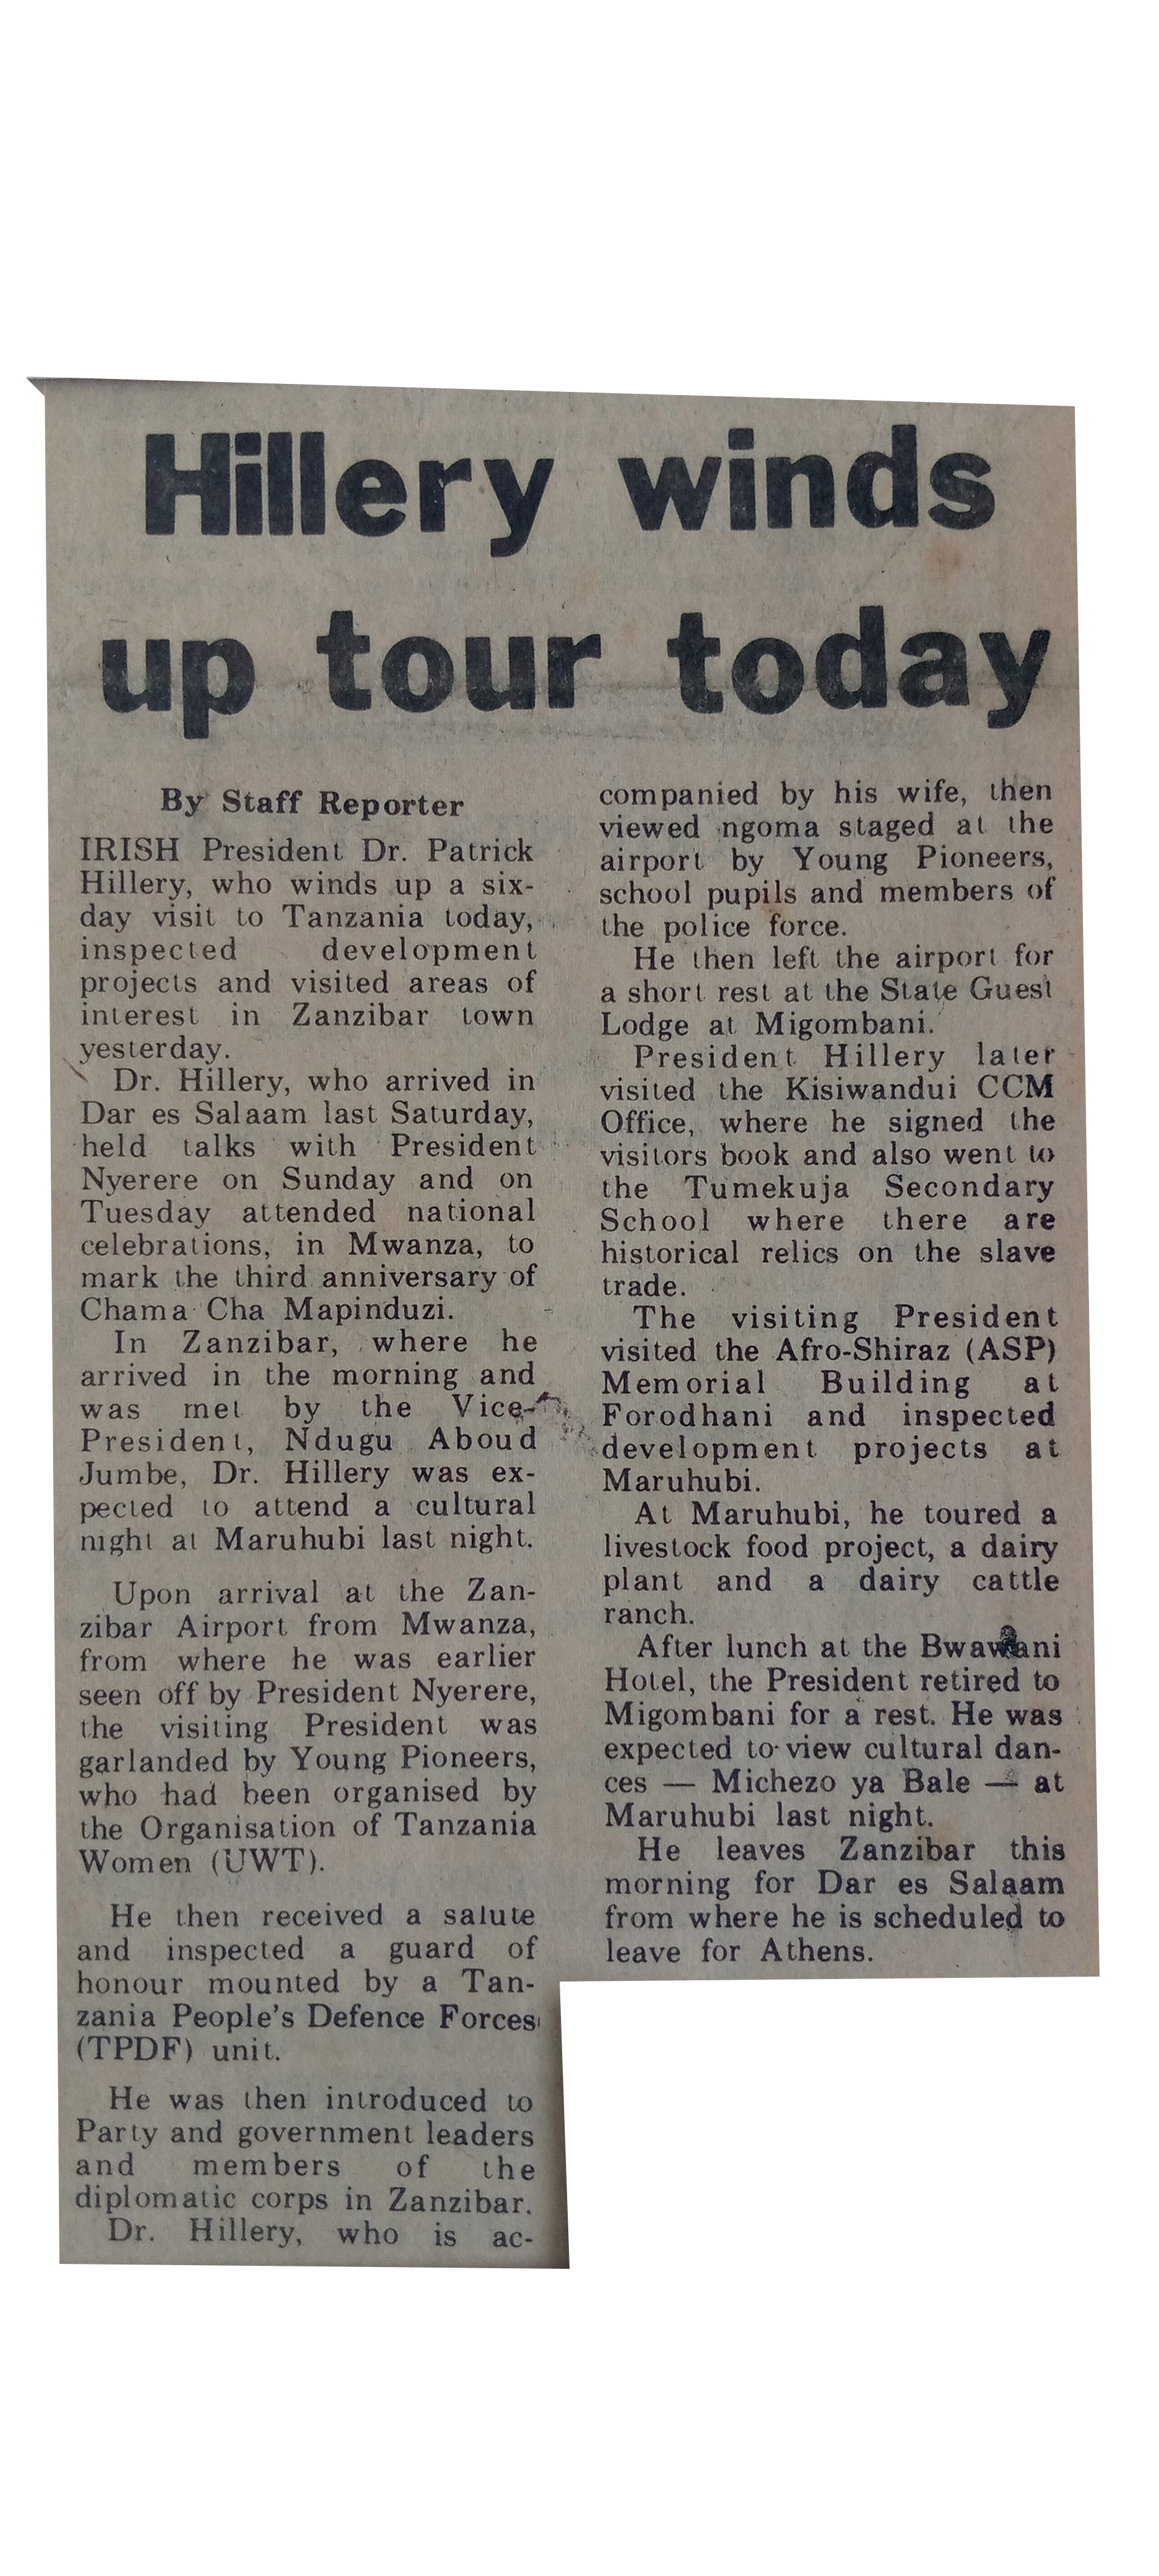 Hillery winds
up tour today
By Staff Reporter
IRISH President Dr. Patrick
Hillery, who winds up a six-
day visit to Tanzania today,
inspected development
projects and visited areas of
interest in Zanzibar town
yesterday.
Dr. Hillery, who arrived in
Dar es Salaam last Saturday,
held talks with President
Nyerere on Sunday and on
Tuesday attended national
celebrations, in Mwanza, to
mark the third anniversary of
Chama Cha Mapinduzi.
In Zanzibar, where he
arrived in the morning and
was met by the Vice-
President, Ndugu Aboud
Jumbe, Dr. Hillery was ex-
pected to attend a cultural
night at Maruhubi last night.
Upon arrival at the Zan-
zibar Airport from Mwanza,
from where he was earlier
seen off by President Nyerere,
the visiting President was
garlanded by Young Pioneers,
who had been organised by
the Organisation of Tanzania
Women (UWT).
He then received a salute
and inspected a guard of
honour mounted by a Tan-
zania People's Defence Forces
(TPDF) unit.
He was then introduced to
Party and government leaders
and members of the
diplomatic corps in Zanzibar.
Dr. Hillery, who is ac-
companied by his wife, then
viewed ngoma staged at the
airport by Young Pioneers,
school pupils and members of
the police force.
He then left the airport for
a short rest at the State Guest
Lodge at Migombani.
President Hillery later
visited the Kisiwandui CCM
Office, where he signed the
visitors book and also went to
the Tumekuja Secondary
School where there are
historical relics on the slave
trade.
The visiting President
visited the Afro-Shiraz (ASP)
Memorial Building at
Forodhani and inspected
development projects at
Maruhubi.
At Maruhubi, he toured a
livestock food project, a dairy
plant and a dairy cattle
ranch.
After lunch at the Bwawani
Hotel, the President retired to
Migombani for a rest. He was
expected to view cultural dan-
ces — Michezo ya Bale — at
Maruhubi last night.
He leaves Zanzibar this
morning for Dar es Salaam
from where he is scheduled to
leave for Athens.